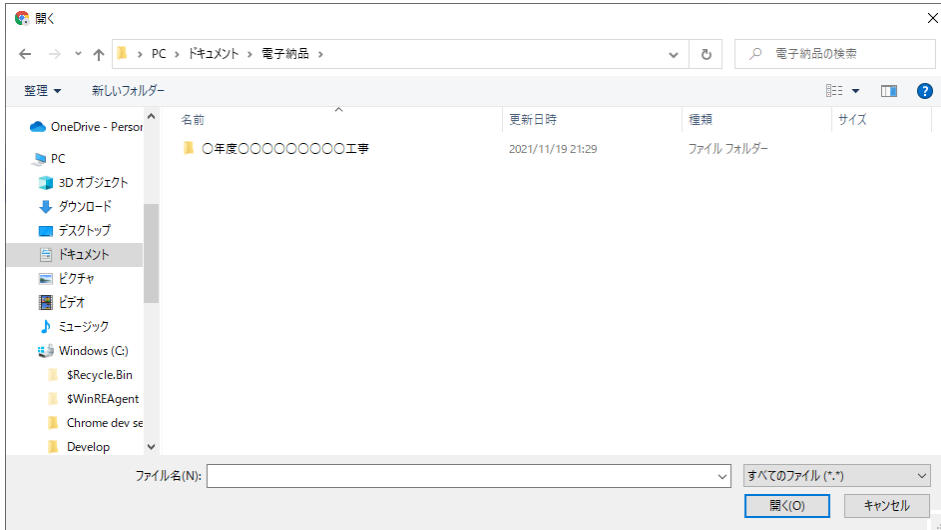 開く
PC › ドキュメント › 電子納品 ›
電子納品の検索
整理 新しいフォルダー
名前 更新日時 種類 サイズ
〇年度〇〇〇〇〇〇〇〇〇工事 2021/11/19 21:29 ファイル フォルダー
OneDrive - Person
PC
3D オブジェクト
ダウンロード
デスクトップ
ドキュメント
ピクチャ
ビデオ
ミュージック
Windows (C:)
$Recycle.Bin
$WinREAgent
Chrome dev se
Develop
ファイル名(N):
すべてのファイル (*.*)
開く(O) キャンセル